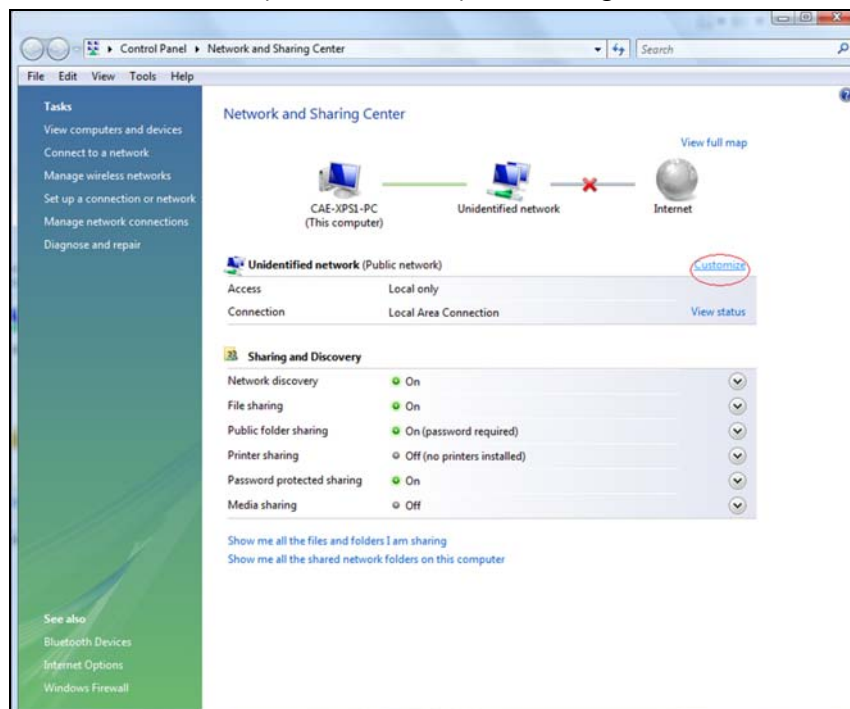 Control Panel Network and Sharing Center Search
File Edit View Tools Help
Tasks
View computers and devices
Connect to a network
Manage wireless networks
Set up a connection or network
Manage network connections
Diagnose and repair
Network and Sharing Center
View full map
CAE-XPS1-PC
(This computer)
Unidentified network
Internet
Unidentified network (Public network) Customize
Access Local only
Connection Local Area Connection View status
Sharing and Discovery
Network discovery On
File sharing On
Public folder sharing On (password required)
Printer sharing Off (no printers installed)
Password protected sharing On
Media sharing Off
Show me all the files and folders I am sharing
Show me all the shared network folders on this computer
See also
Bluetooth Devices
Internet Options
Windows Firewall